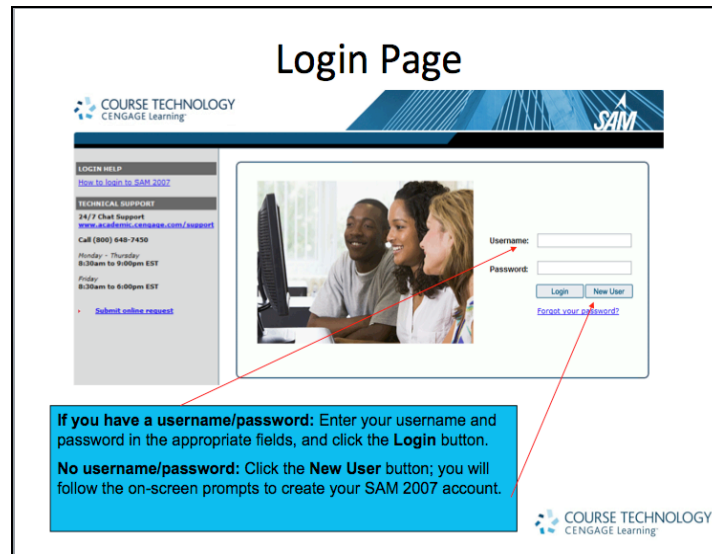 Login Page
COURSE TECHNOLOGY
CENGAGE Learning™
SAM
LOGIN HELP
How to login to SAM 2007
TECHNICAL SUPPORT
24/7 Chat Support
www.academic.cengage.com/support
Call (800) 648-7450
Monday - Thursday
8:30am to 9:00pm EST
Friday
8:30am to 6:00pm EST
Submit online request
Username:
Password:
Login New User
Forgot your password?
If you have a username/password: Enter your username and
password in the appropriate fields, and click the Login button.
No username/password: Click the New User button; you will
follow the on-screen prompts to create your SAM 2007 account.
COURSE TECHNOLOGY
CENGAGE Learning™